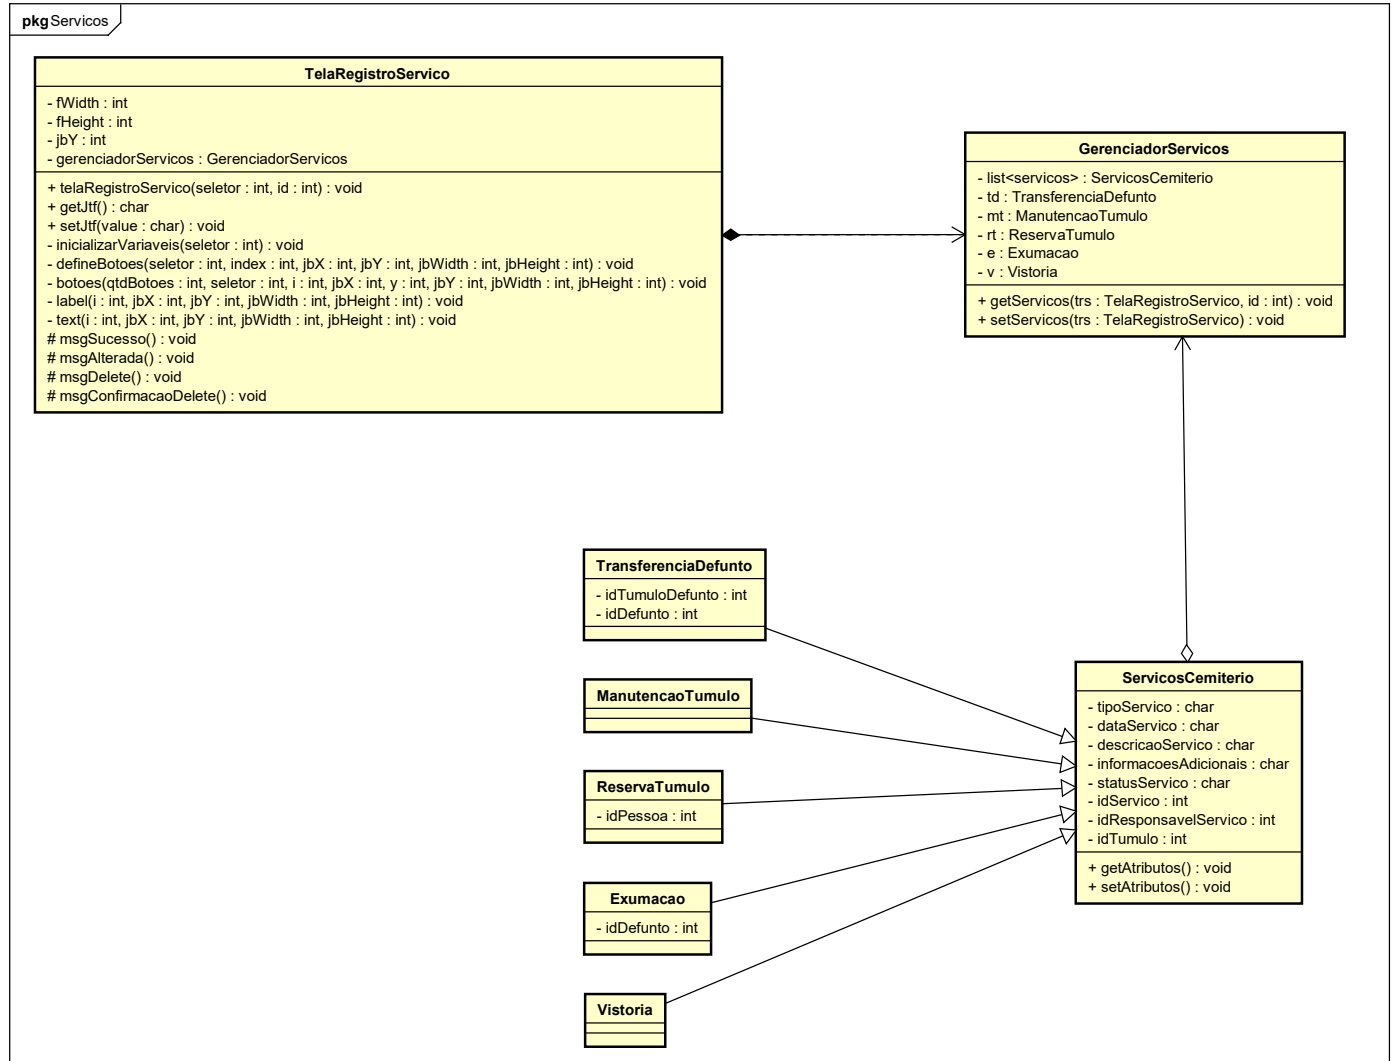 pkg Servicos
TelaRegistroServico
- fWidth : int
- fHeight : int
- jbY : int
- gerenciadorServicos : GerenciadorServicos
+ telaRegistroServico(seletor : int, id : int) : void
+ getJtf() : char
+ setJtf(value : char) : void
- inicializarVariaveis(seletor : int) : void
- defineBotoes(seletor : int, index : int, jbX : int, jbY : int, jbWidth : int, jbHeight : int) : void
- botoes(qtdBotoes : int, seletor : int, i : int, jbX : int, y : int, jbY : int, jbWidth : int, jbHeight : int) : void
- label(i : int, jbX : int, jbY : int, jbWidth : int, jbHeight : int) : void
- text(i : int, jbX : int, jbY : int, jbWidth : int, jbHeight : int) : void
# msgSucesso() : void
# msgAlterada() : void
# msgDelete() : void
# msgConfirmacaoDelete() : void
GerenciadorServicos
- list<servicos> : ServicosCemiterio
- td : TransferenciaDefunto
- mt : ManutencaoTumulo
- rt : ReservaTumulo
- e : Exumacao
- v : Vistoria
+ getServicos(trs : TelaRegistroServico, id : int) : void
+ setServicos(trs : TelaRegistroServico) : void
TransferenciaDefunto
- idTumuloDefunto : int
- idDefunto : int
ManutencaoTumulo
ReservaTumulo
- idPessoa : int
Exumacao
- idDefunto : int
Vistoria
ServicosCemiterio
- tipoServico : char
- dataServico : char
- descricaoServico : char
- informacoesAdicionais : char
- statusServico : char
- idServico : int
- idResponsavelServico : int
- idTumulo : int
+ getAtributos() : void
+ setAtributos() : void